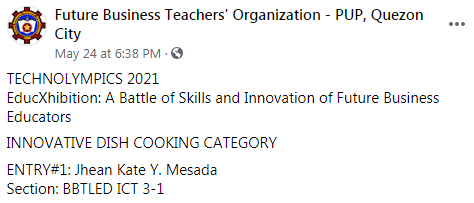 Future Business Teachers' Organization - PUP, Quezon
City
May 24 at 6:38 PM ·
TECHNOLYMPICS 2021
EducXhibition: A Battle of Skills and Innovation of Future Business
Educators
INNOVATIVE DISH COOKING CATEGORY
ENTRY#1: Jhean Kate Y. Mesada
Section: BBTLED ICT 3-1